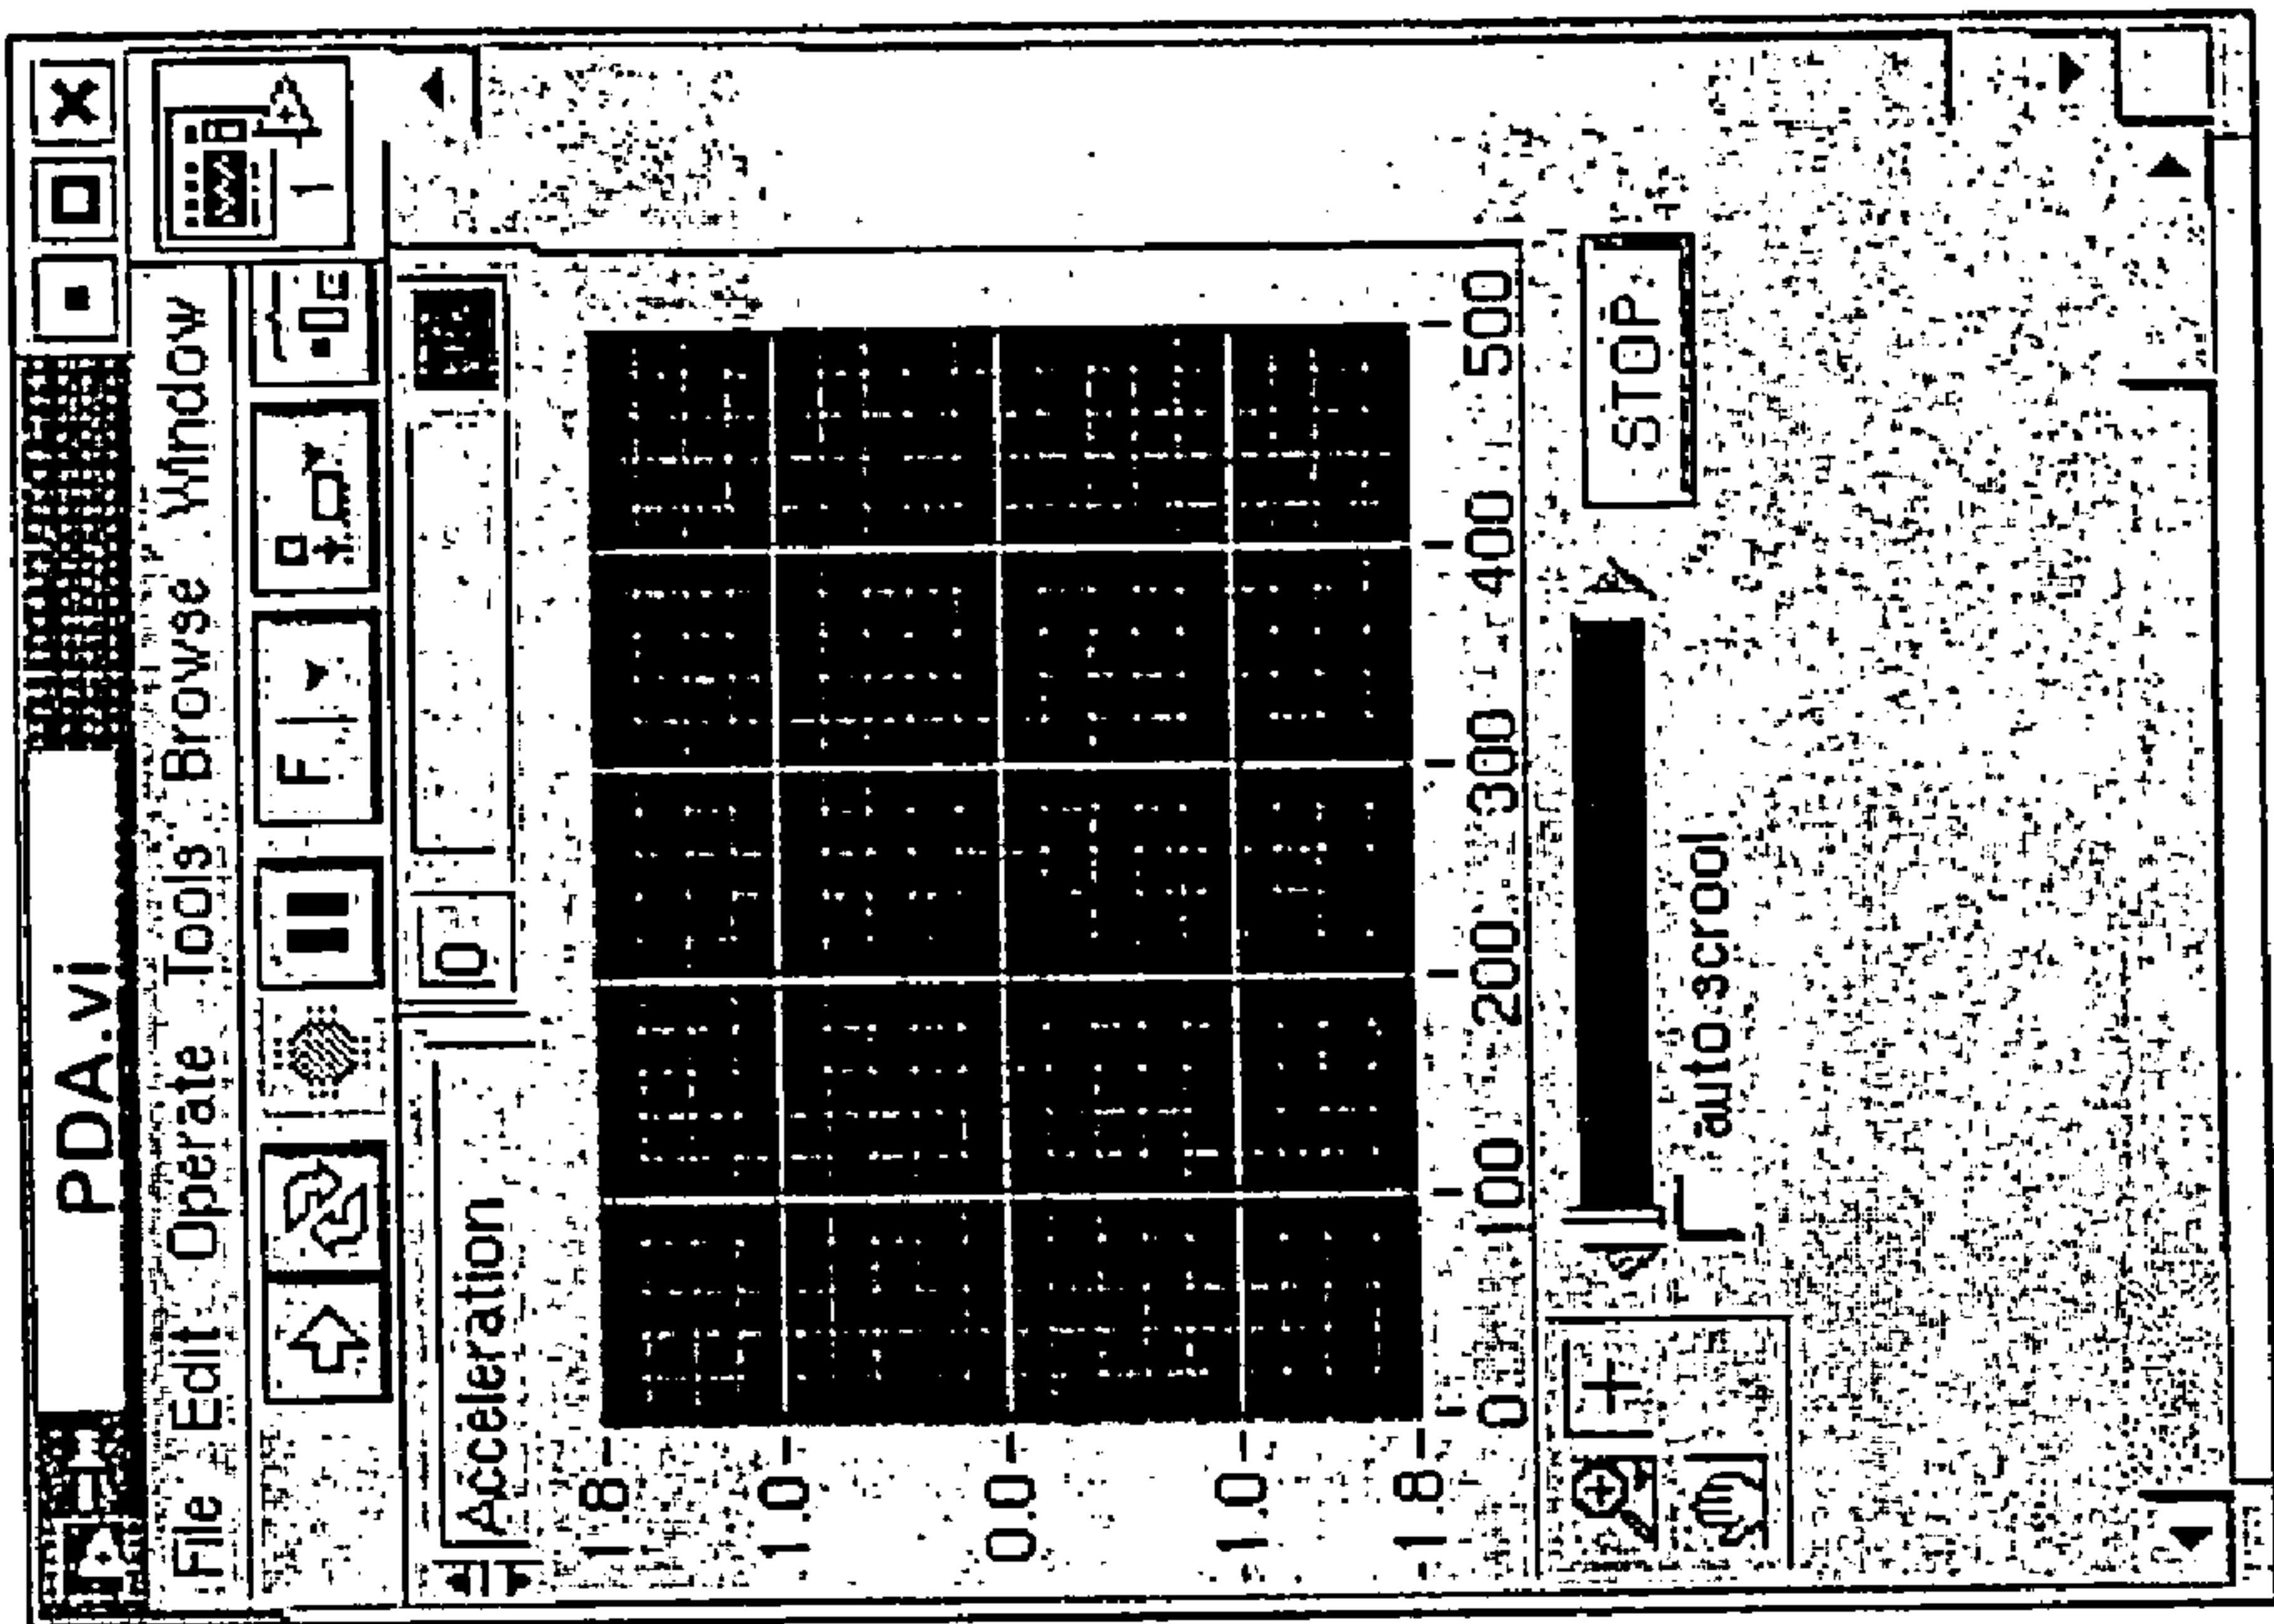 PDA.vi
File Edit Operate Tools Browse Window
F
1
Acceleration
0
1.8-
1.0-
0.0-
-1.0-
-1.8-
0 100 200 300 400 500
STOP
auto scrool